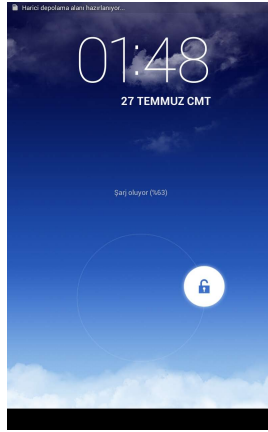 Harici depolama alanı hazırlanıyor...
01:48
27 TEMMUZ CMT
Şarj oluyor (%63)